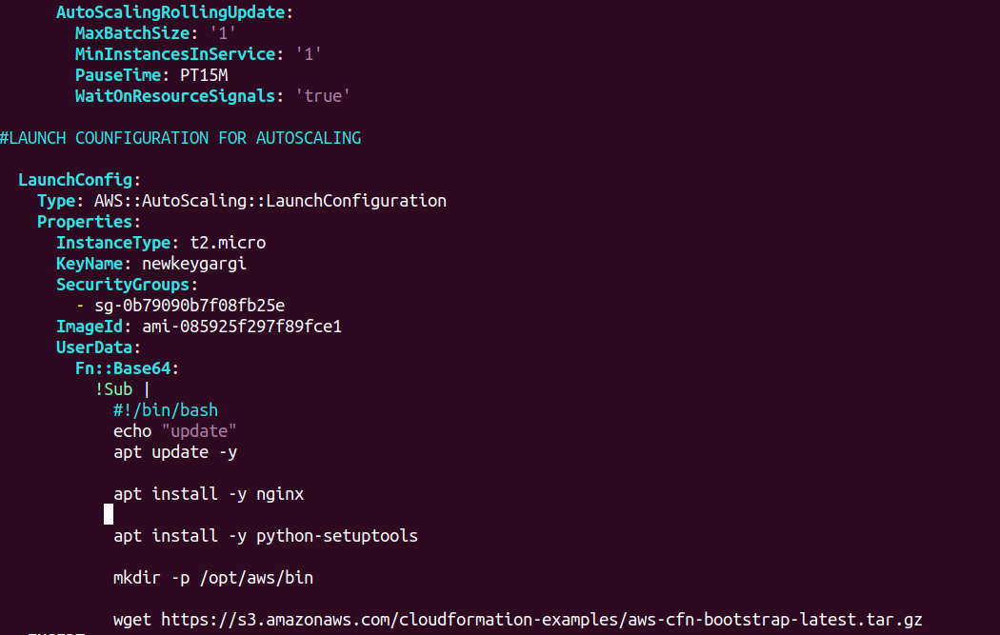 AutoScalingRollingUpdate:
MaxBatchSize: '1'
MinInstancesInService: '1'
PauseTime: PT15M
WaitOnResourceSignals: 'true'
#LAUNCH COUNFIGURATION FOR AUTOSCALING
LaunchConfig:
Type: AWS::AutoScaling::LaunchConfiguration
Properties:
InstanceType: t2.micro
KeyName: newkeygargi
SecurityGroups:
- sg-0b79090b7f08fb25e
ImageId: ami-085925f297f89fce1
UserData:
Fn::Base64:
!Sub |
#!/bin/bash
echo "update"
apt update -y
apt install -y nginx
apt install -y python-setuptools
mkdir -p /opt/aws/bin
wget https://s3.amazonaws.com/cloudformation-examples/aws-cfn-bootstrap-latest.tar.gz